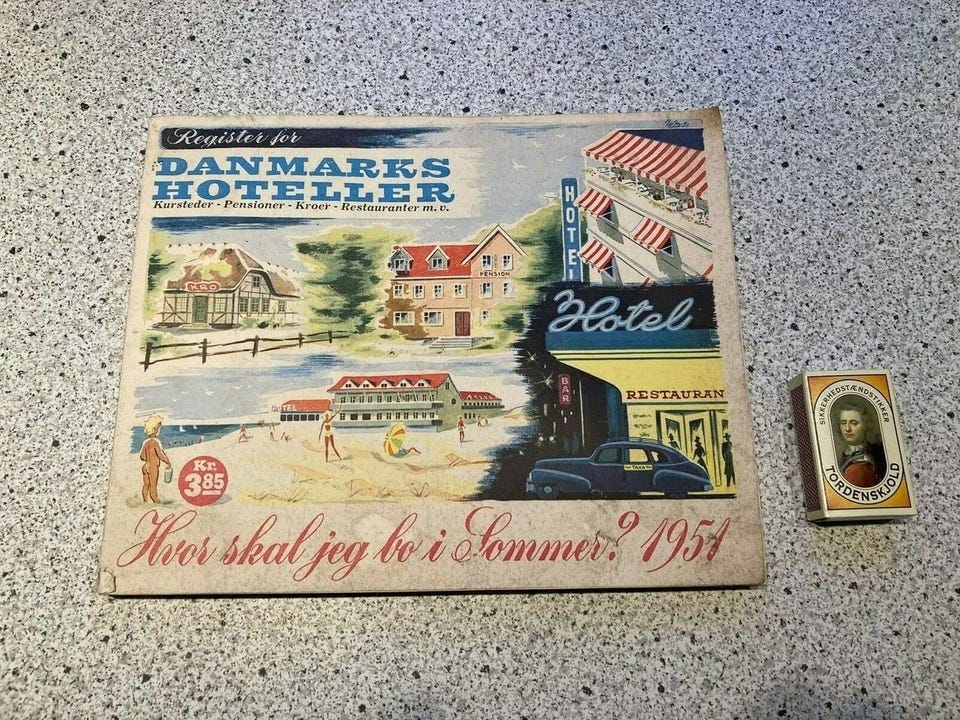 Register for
DANMARKS
HOTELLER
Kursteder - Pensioner - Kroer - Restauranter m. v.
HOTEL
KRO
PENSION
Hotel
BAR
RESTAURAN
HOTEL
TAXA
Kr.
3.85
Hvor skal jeg bo i Sommer? 1951
SIKKERHEDSTÆNDSTIKKER
TORDENSKJOLD